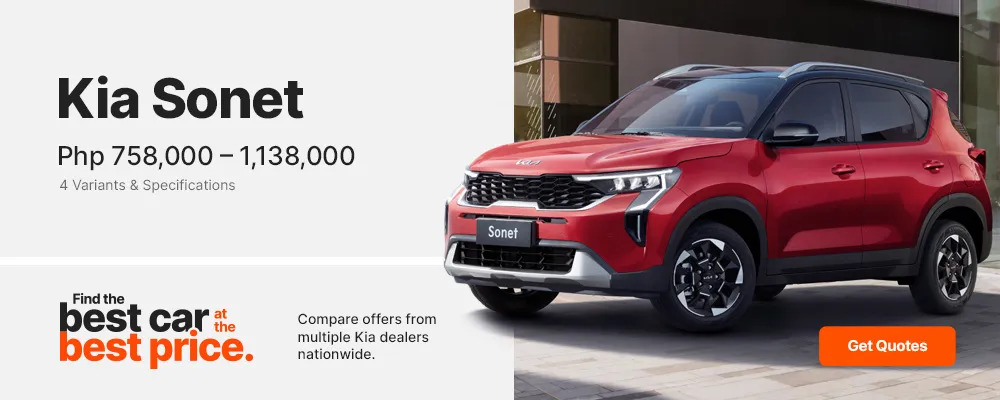 Kia Sonet
Php 758,000 – 1,138,000
4 Variants & Specifications
Find the
best car at the
best price.
Compare offers from
multiple Kia dealers
nationwide.
Sonet
Get Quotes